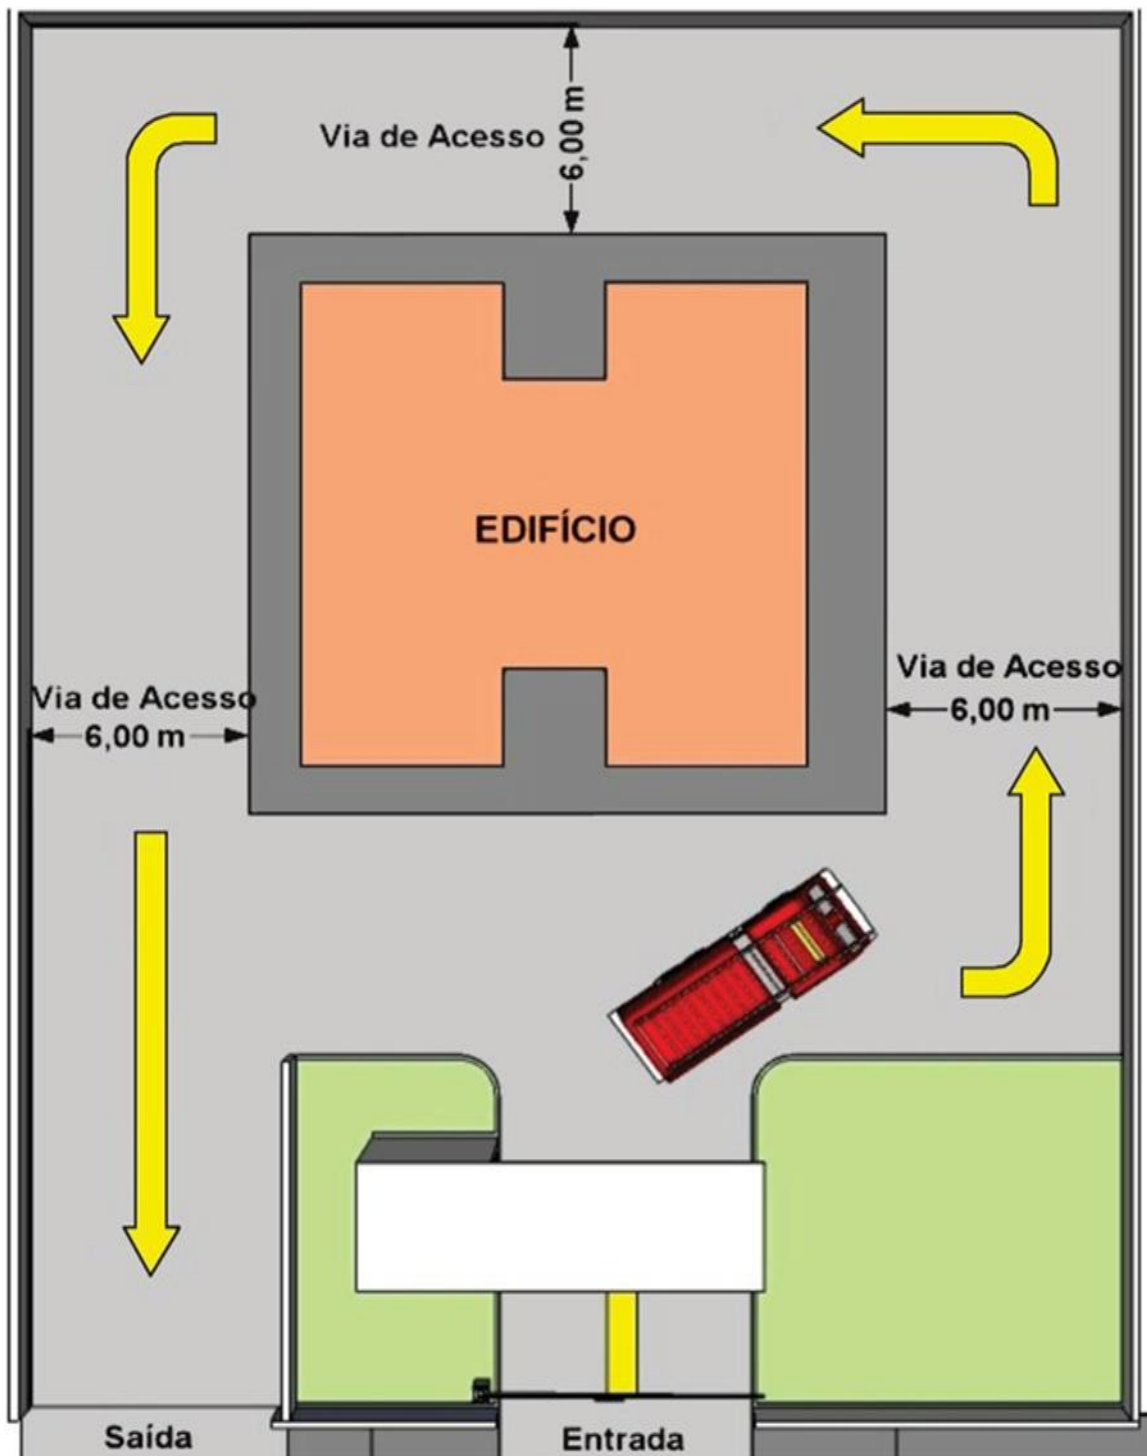 Via de Acesso
6,00 m
EDIFÍCIO
Via de Acesso
6,00 m
Via de Acesso
6,00 m
Saída
Entrada